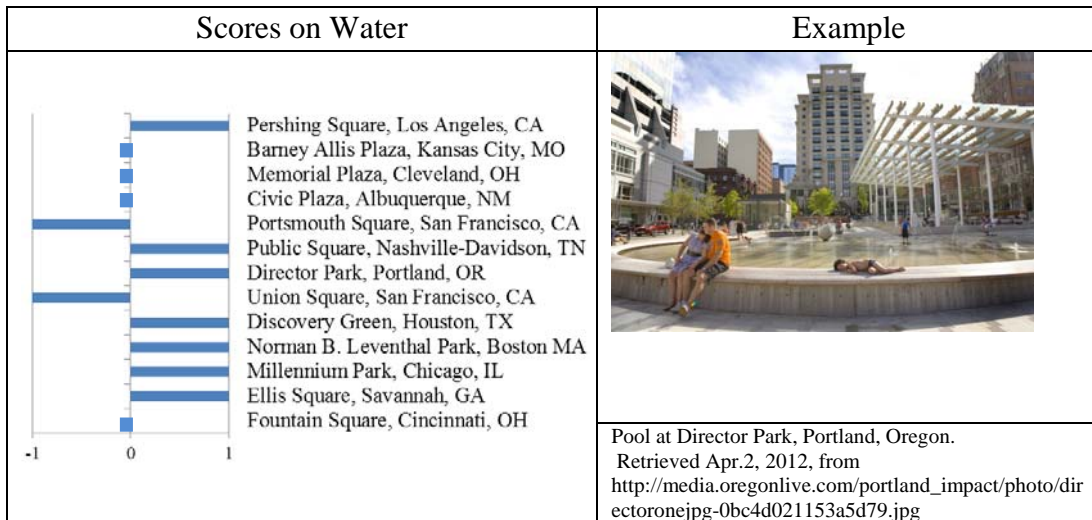 Scores on Water
Example
Pershing Square, Los Angeles, CA
Barney Allis Plaza, Kansas City, MO
Memorial Plaza, Cleveland, OH
Civic Plaza, Albuquerque, NM
Portsmouth Square, San Francisco, CA
Public Square, Nashville-Davidson, TN
Director Park, Portland, OR
Union Square, San Francisco, CA
Discovery Green, Houston, TX
Norman B. Leventhal Park, Boston MA
Millennium Park, Chicago, IL
Ellis Square, Savannah, GA
Fountain Square, Cincinnati, OH
-1 0 1
Pool at Director Park, Portland, Oregon.
Retrieved Apr.2, 2012, from
http://media.oregonlive.com/portland_impact/photo/dir
ectoronejpg-0bc4d021153a5d79.jpg